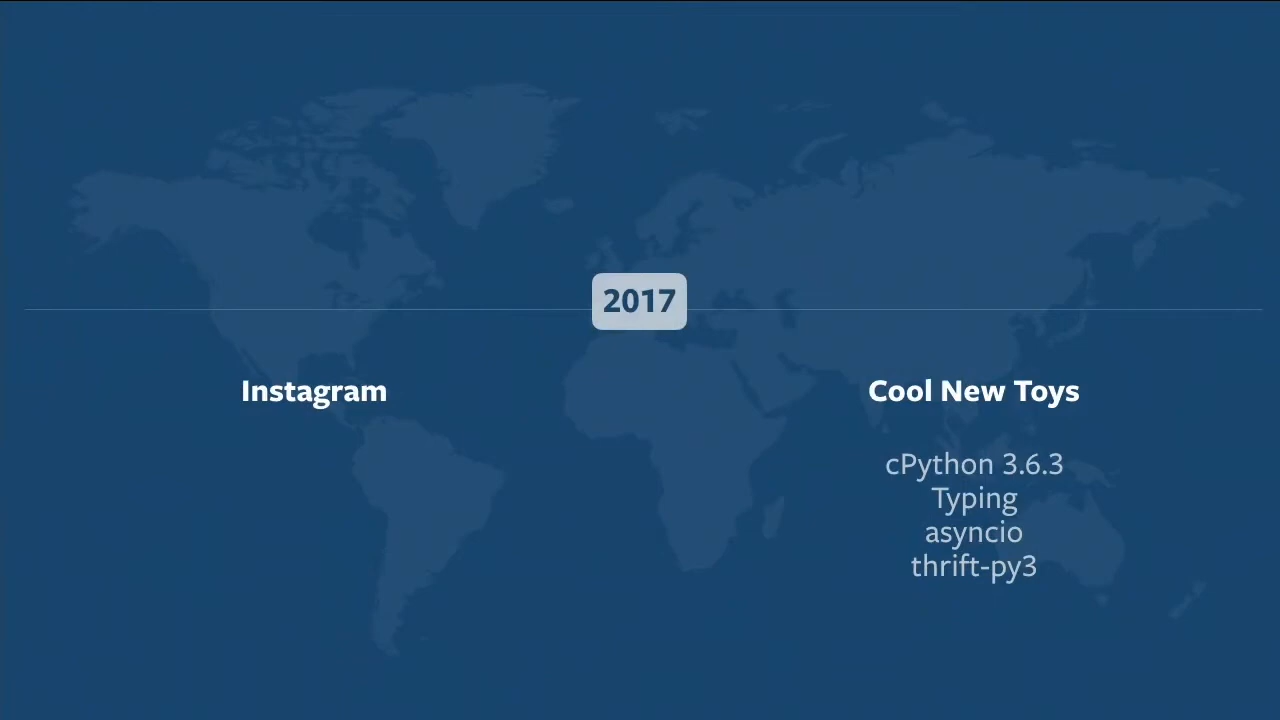 2017
Instagram
Cool New Toys
cPython 3.6.3
Typing
asyncio
thrift-py3